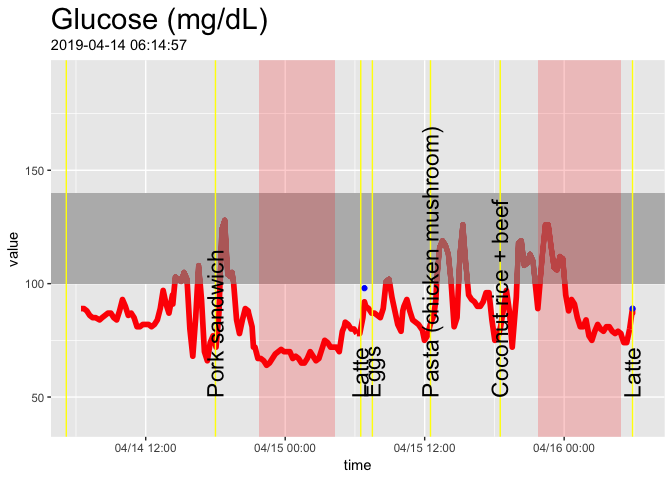 Glucose (mg/dL)
2019-04-14 06:14:57
value
150
100
50
Pork sandwich
Latte
Eggs
Pasta (chicken mushroom)
Coconut rice + beef
Latte
04/14 12:00
04/15 00:00
04/15 12:00
04/16 00:00
time